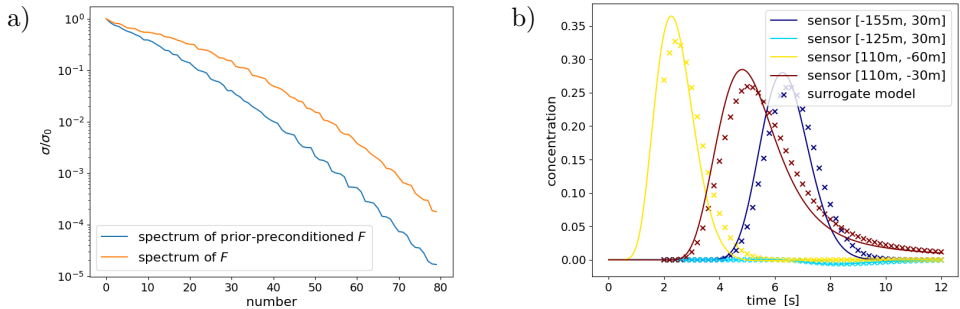 a)
10⁰
10⁻¹
10⁻²
10⁻³
10⁻⁴
10⁻⁵
σ/σ₀
0 10 20 30 40 50 60 70 80
number
spectrum of prior-preconditioned F
spectrum of F
b)
0.35
0.30
0.25
0.20
0.15
0.10
0.05
0.00
concentration
0 2 4 6 8 10 12
time [s]
sensor [-155m, 30m]
sensor [-125m, 30m]
sensor [110m, -60m]
sensor [110m, -30m]
surrogate model